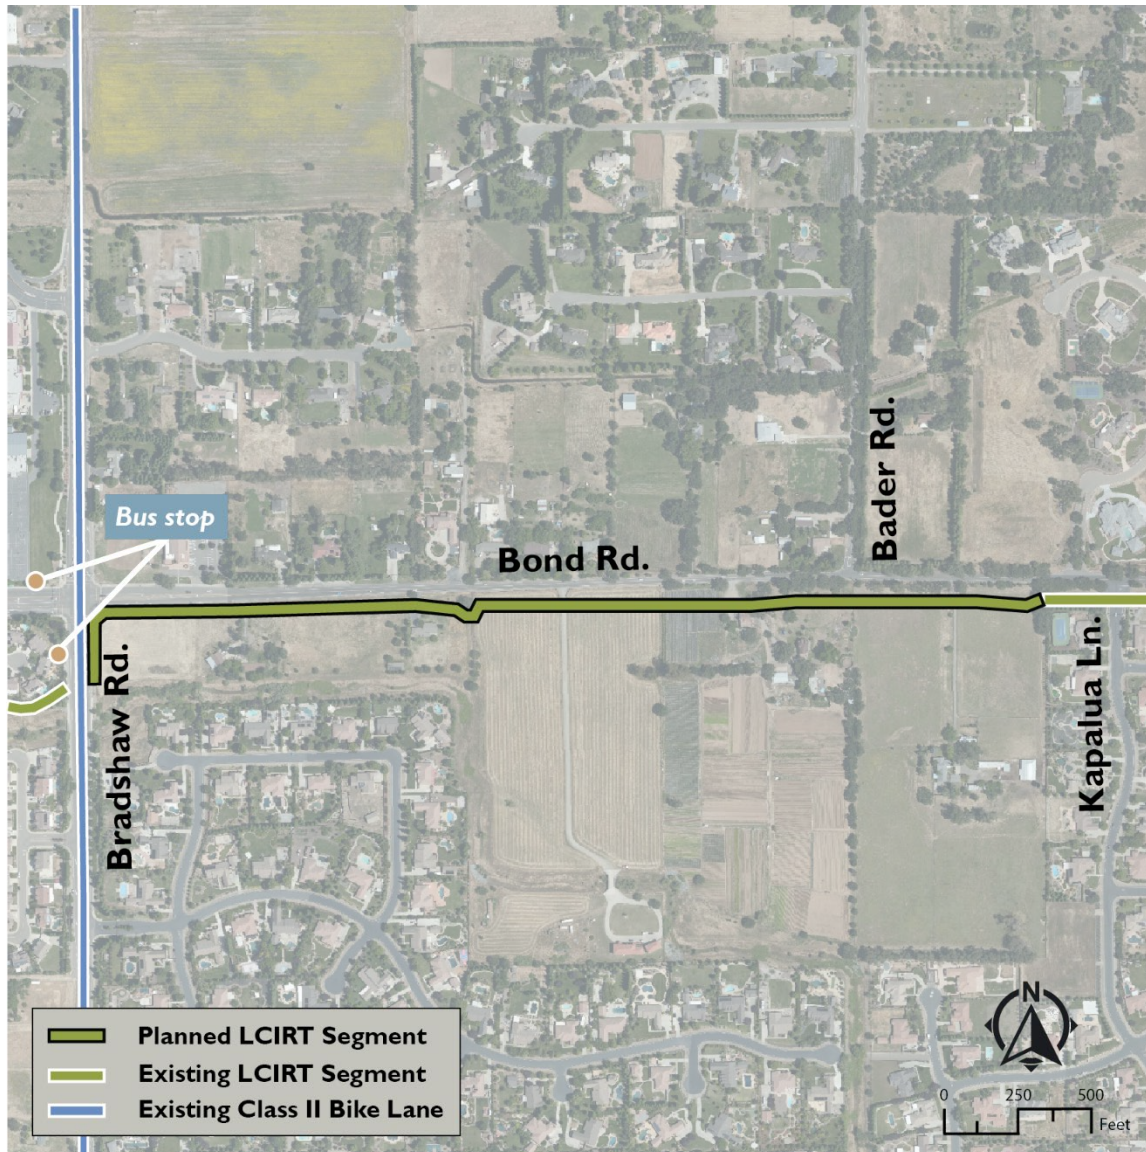 Bus stop
Bond Rd.
Bader Rd.
Bradshaw Rd.
Kapalua Ln.
Planned LCIRT Segment
Existing LCIRT Segment
Existing Class II Bike Lane
N
0 250 500
Feet